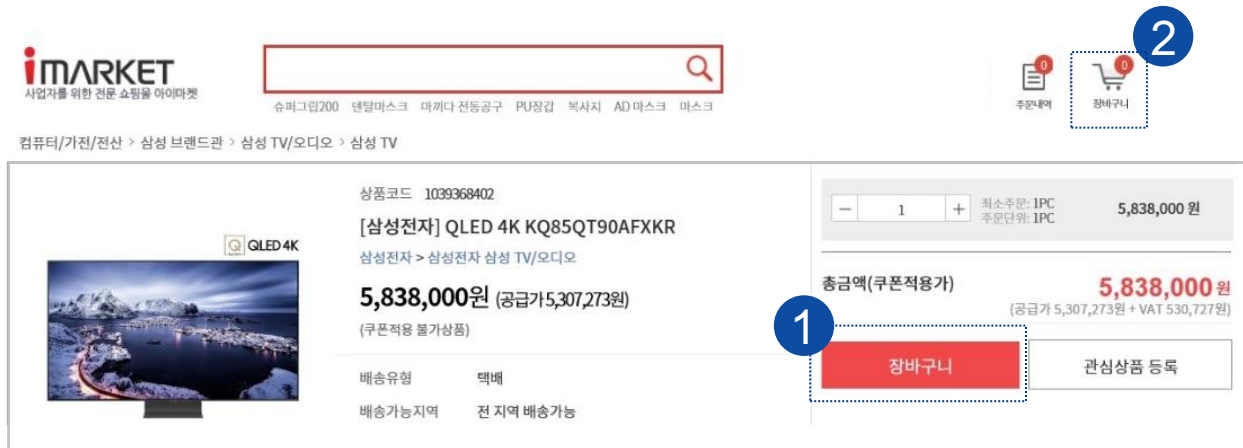 2
iMARKET
사업자를 위한 전문 쇼핑몰 아이마켓
0
주문내역
0
장바구니
슈퍼그립200 덴탈마스크 마끼다 전동공구 PU장갑 복사지 AD 마스크 마스크
컴퓨터/가전/전산 > 삼성 브랜드관 > 삼성 TV/오디오 > 삼성 TV
Q QLED 4K
상품코드 1039368402
[삼성전자] QLED 4K KQ85QT90AFXKR
삼성전자 > 삼성전자 삼성 TV/오디오
5,838,000원 (공급가 5,307,273원)
(쿠폰적용 불가상품)
배송유형 택배
배송가능지역 전 지역 배송가능
− 1 + 최소주문: 1PC
주문단위: 1PC
5,838,000 원
총금액(쿠폰적용가) 5,838,000 원
(공급가 5,307,273원 + VAT 530,727원)
1
장바구니
관심상품 등록